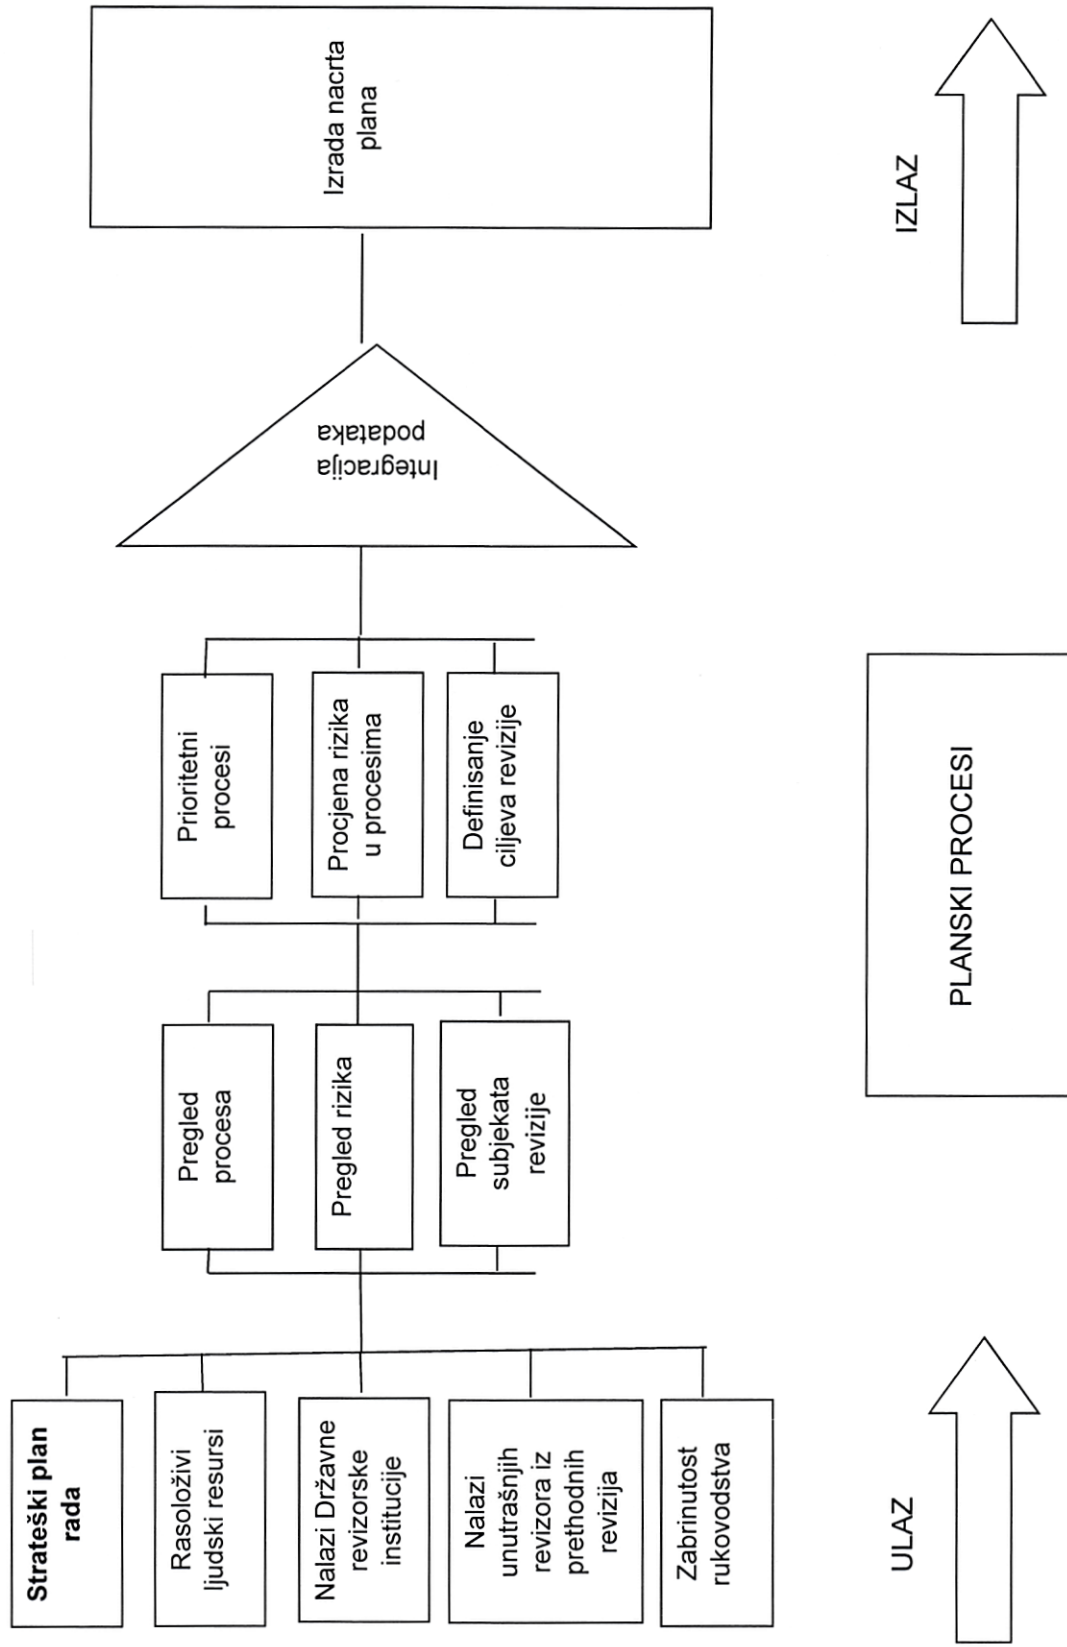 Strateški plan
rada
Rasoloživi
ljudski resursi
Nalazi Državne
revizorske
institucije
Nalazi
unutrašnjih
revizora iz
prethodnih
revizija
Zabrinutost
rukovodstva
Pregled
procesa
Pregled rizika
Pregled
subjekata
revizije
Prioritetni
procesi
Procjena rizika
u procesima
Definisanje
ciljeva revizije
Integracija
podataka
Izrada nacrta
plana
ULAZ
PLANSKI PROCESI
IZLAZ